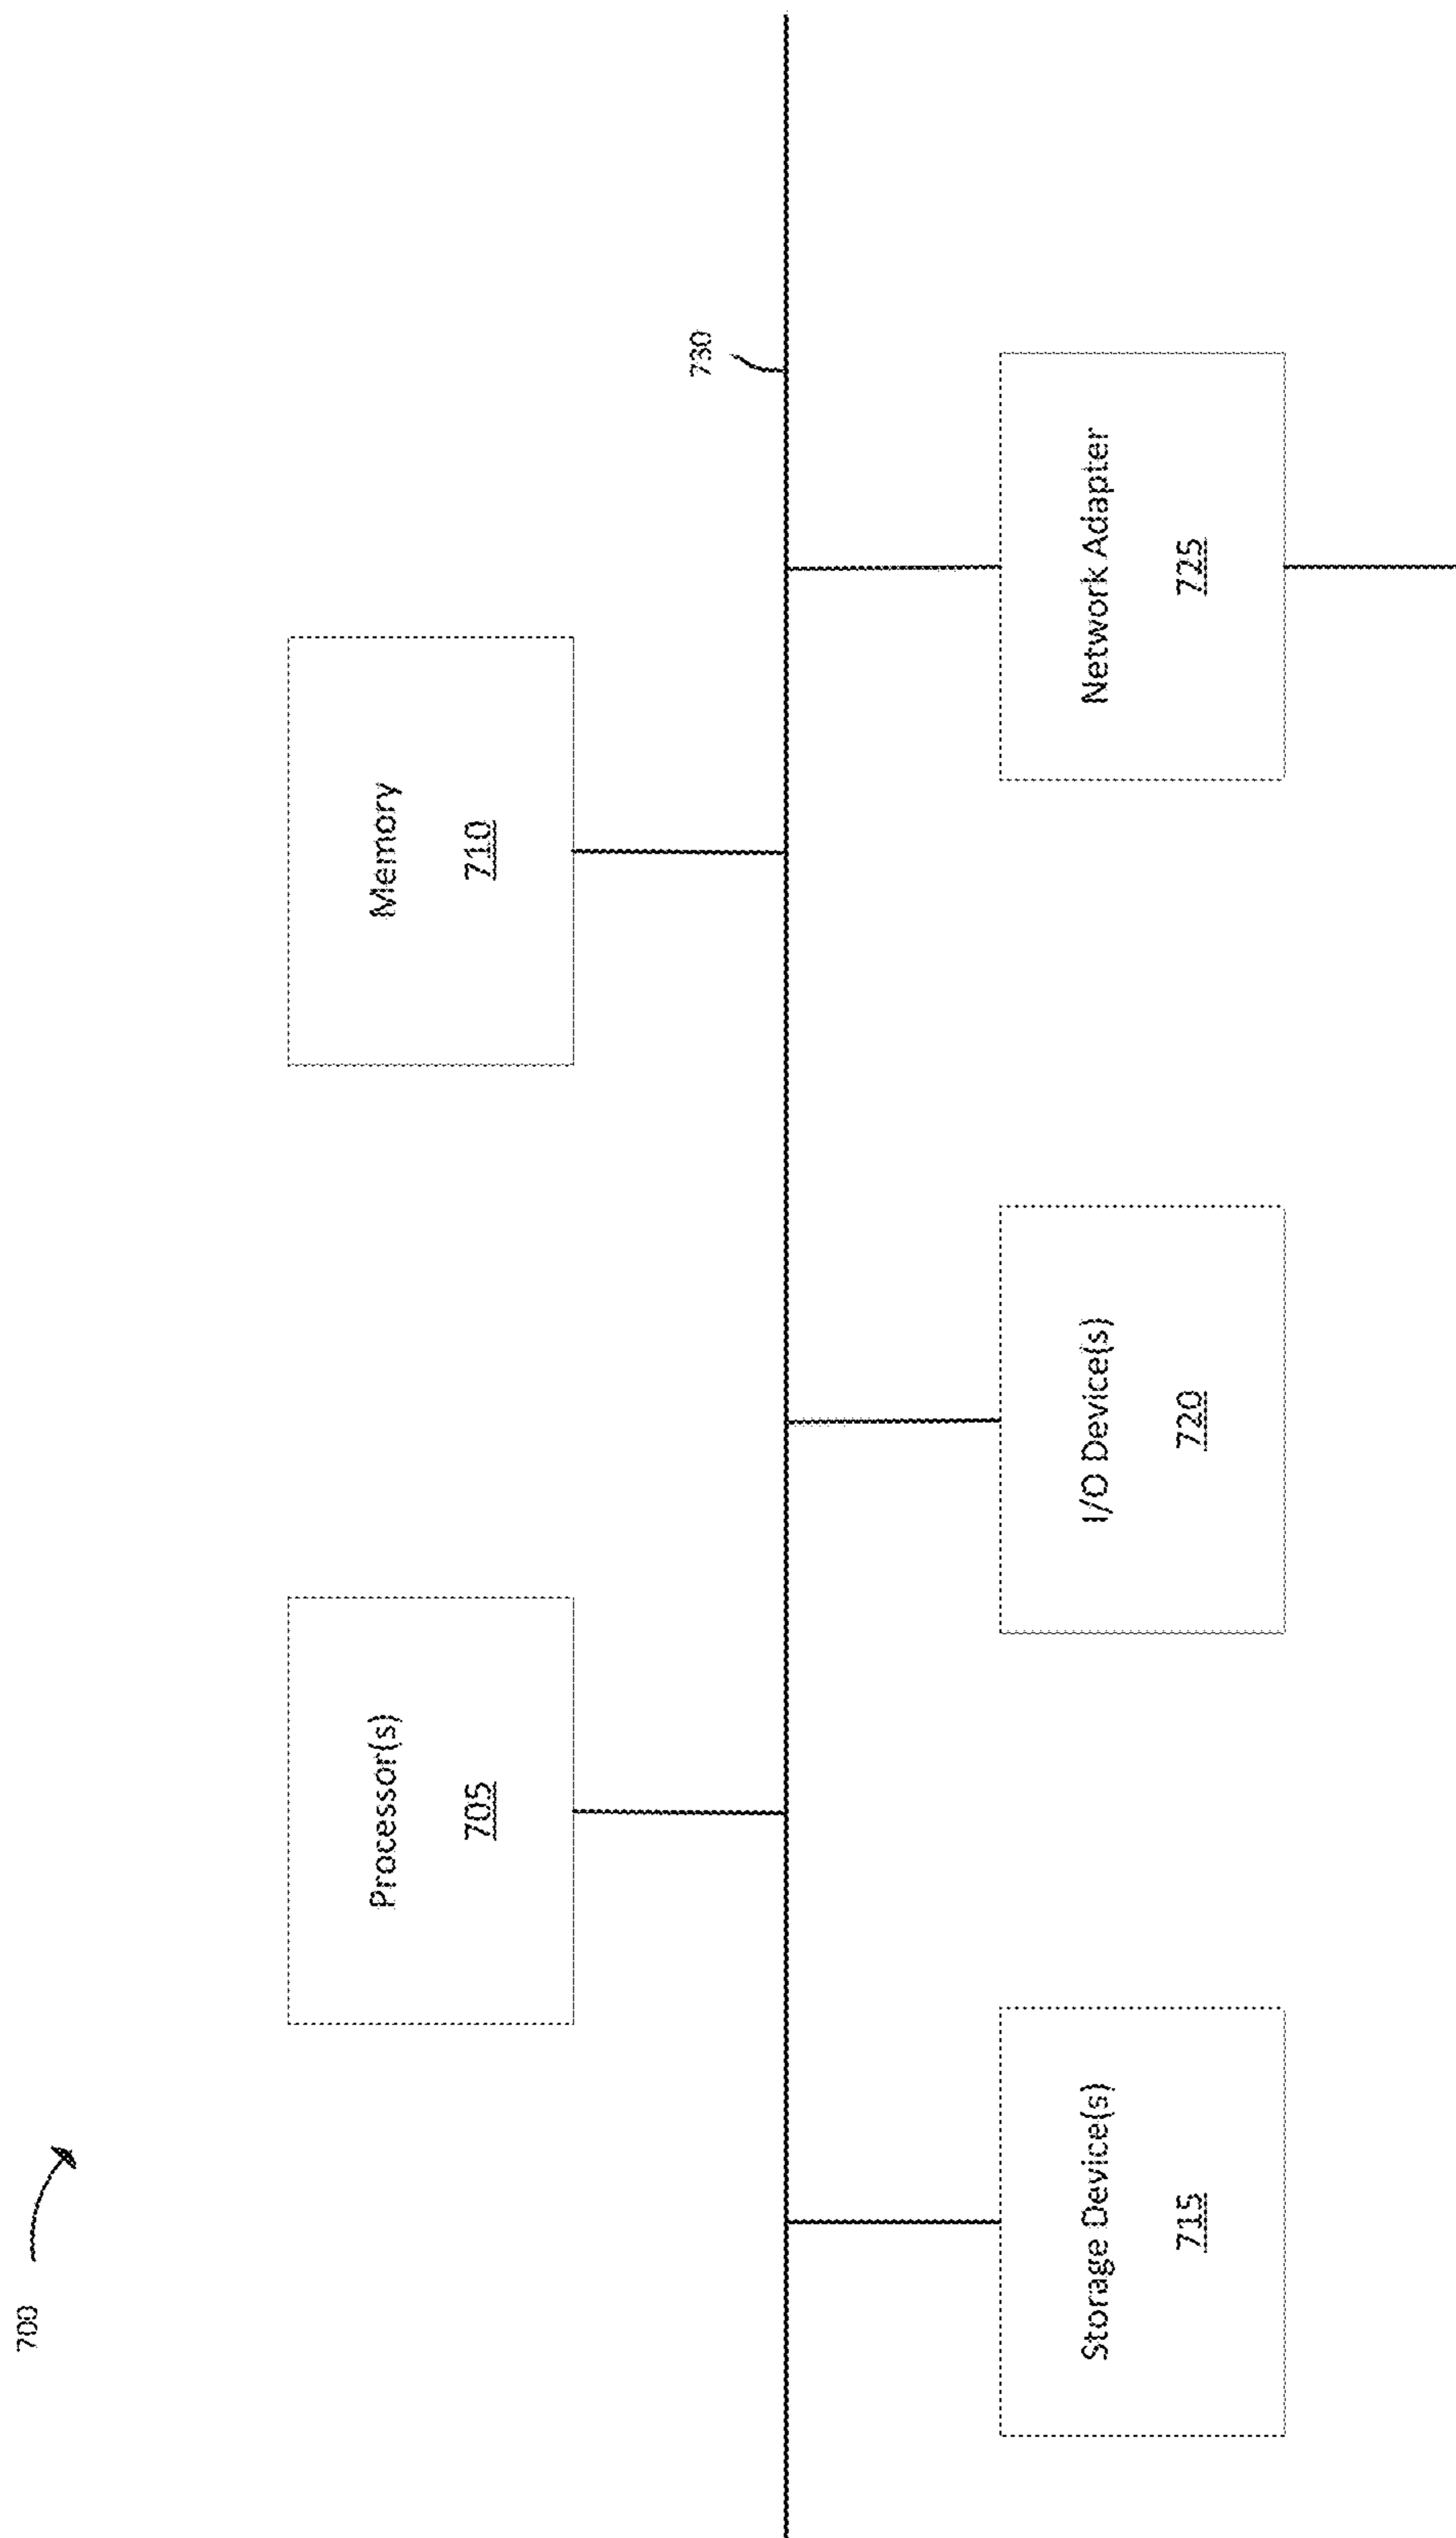 700
Processor(s)
705
Memory
710
730
Storage Device(s)
715
I/O Device(s)
720
Network Adapter
725